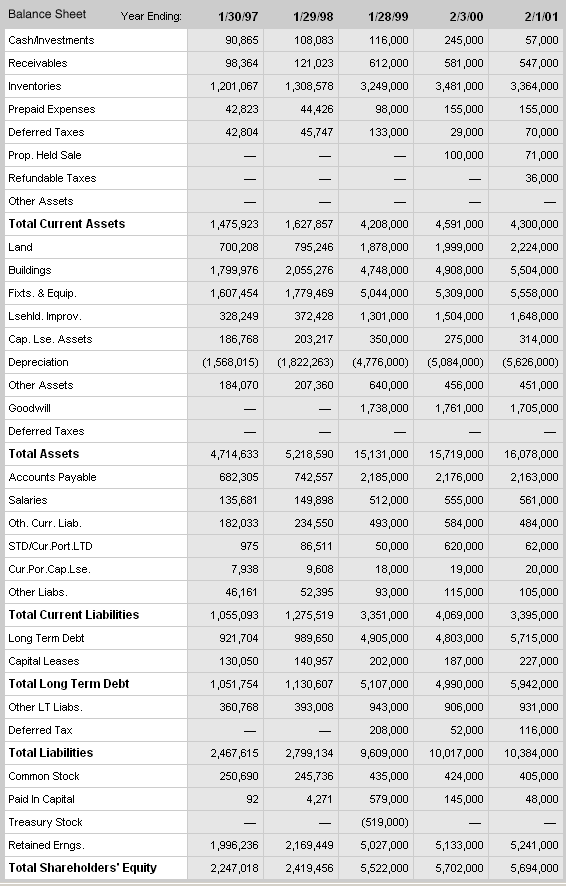 Balance Sheet Year Ending: 1/30/97 1/29/98 1/28/99 2/3/00 2/1/01
Cash/Investments 90,865 108,083 116,000 245,000 57,000
Receivables 98,364 121,023 612,000 581,000 547,000
Inventories 1,201,067 1,308,578 3,249,000 3,481,000 3,364,000
Prepaid Expenses 42,823 44,426 98,000 155,000 155,000
Deferred Taxes 42,804 45,747 133,000 29,000 70,000
Prop. Held Sale — — — 100,000 71,000
Refundable Taxes — — — — 36,000
Other Assets — — — — —
Total Current Assets 1,475,923 1,627,857 4,208,000 4,591,000 4,300,000
Land 700,208 795,246 1,878,000 1,999,000 2,224,000
Buildings 1,799,976 2,055,276 4,748,000 4,908,000 5,504,000
Fixts. & Equip. 1,607,454 1,779,469 5,044,000 5,309,000 5,558,000
Lsehld. Improv. 328,249 372,428 1,301,000 1,504,000 1,648,000
Cap. Lse. Assets 186,768 203,217 350,000 275,000 314,000
Depreciation (1,568,015) (1,822,263) (4,776,000) (5,084,000) (5,626,000)
Other Assets 184,070 207,360 640,000 456,000 451,000
Goodwill — — 1,738,000 1,761,000 1,705,000
Deferred Taxes — — — — —
Total Assets 4,714,633 5,218,590 15,131,000 15,719,000 16,078,000
Accounts Payable 682,305 742,557 2,185,000 2,176,000 2,163,000
Salaries 135,681 149,898 512,000 555,000 561,000
Oth. Curr. Liab. 182,033 234,550 493,000 584,000 484,000
STD/Cur.Port.LTD 975 86,511 50,000 620,000 62,000
Cur.Por.Cap.Lse. 7,938 9,608 18,000 19,000 20,000
Other Liabs. 46,161 52,395 93,000 115,000 105,000
Total Current Liabilities 1,055,093 1,275,519 3,351,000 4,069,000 3,395,000
Long Term Debt 921,704 989,650 4,905,000 4,803,000 5,715,000
Capital Leases 130,050 140,957 202,000 187,000 227,000
Total Long Term Debt 1,051,754 1,130,607 5,107,000 4,990,000 5,942,000
Other LT Liabs. 360,768 393,008 943,000 906,000 931,000
Deferred Tax — — 208,000 52,000 116,000
Total Liabilities 2,467,615 2,799,134 9,609,000 10,017,000 10,384,000
Common Stock 250,690 245,736 435,000 424,000 405,000
Paid In Capital 92 4,271 579,000 145,000 48,000
Treasury Stock — — (519,000) — —
Retained Erngs. 1,996,236 2,169,449 5,027,000 5,133,000 5,241,000
Total Shareholders' Equity 2,247,018 2,419,456 5,522,000 5,702,000 5,694,000